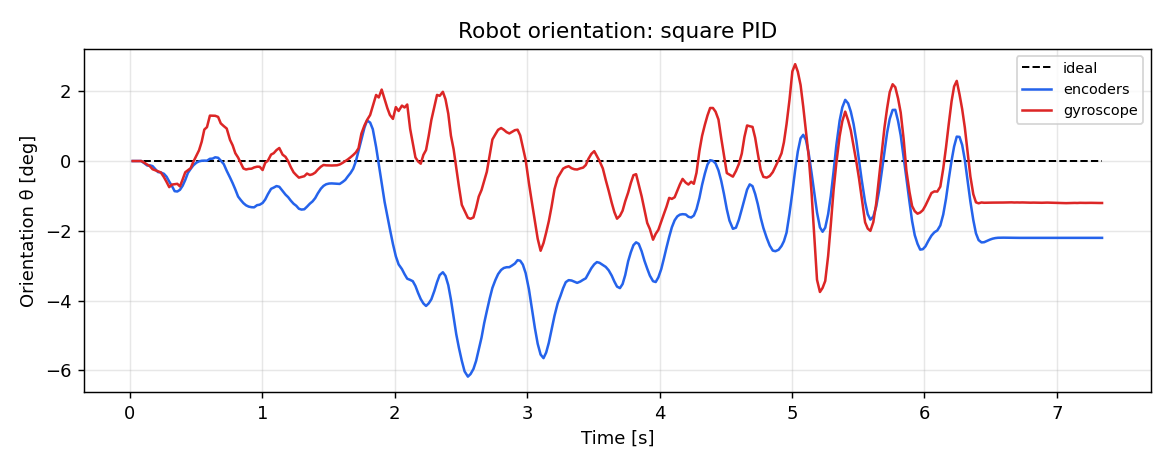 Robot orientation: square PID
ideal
encoders
gyroscope
Orientation θ [deg]
2
0
−2
−4
−6
0 1 2 3 4 5 6 7
Time [s]